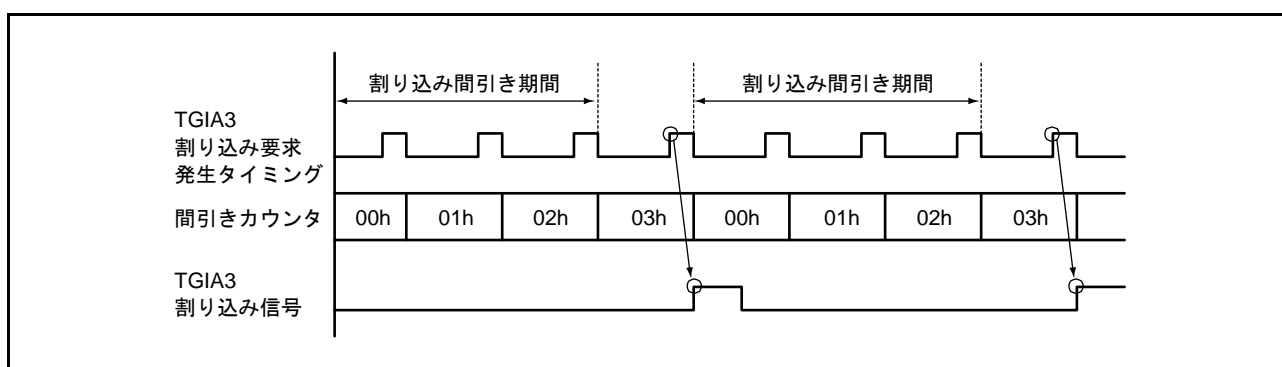 割り込み間引き期間
割り込み間引き期間
TGIA3
割り込み要求
発生タイミング
間引きカウンタ
00h
01h
02h
03h
00h
01h
02h
03h
TGIA3
割り込み信号